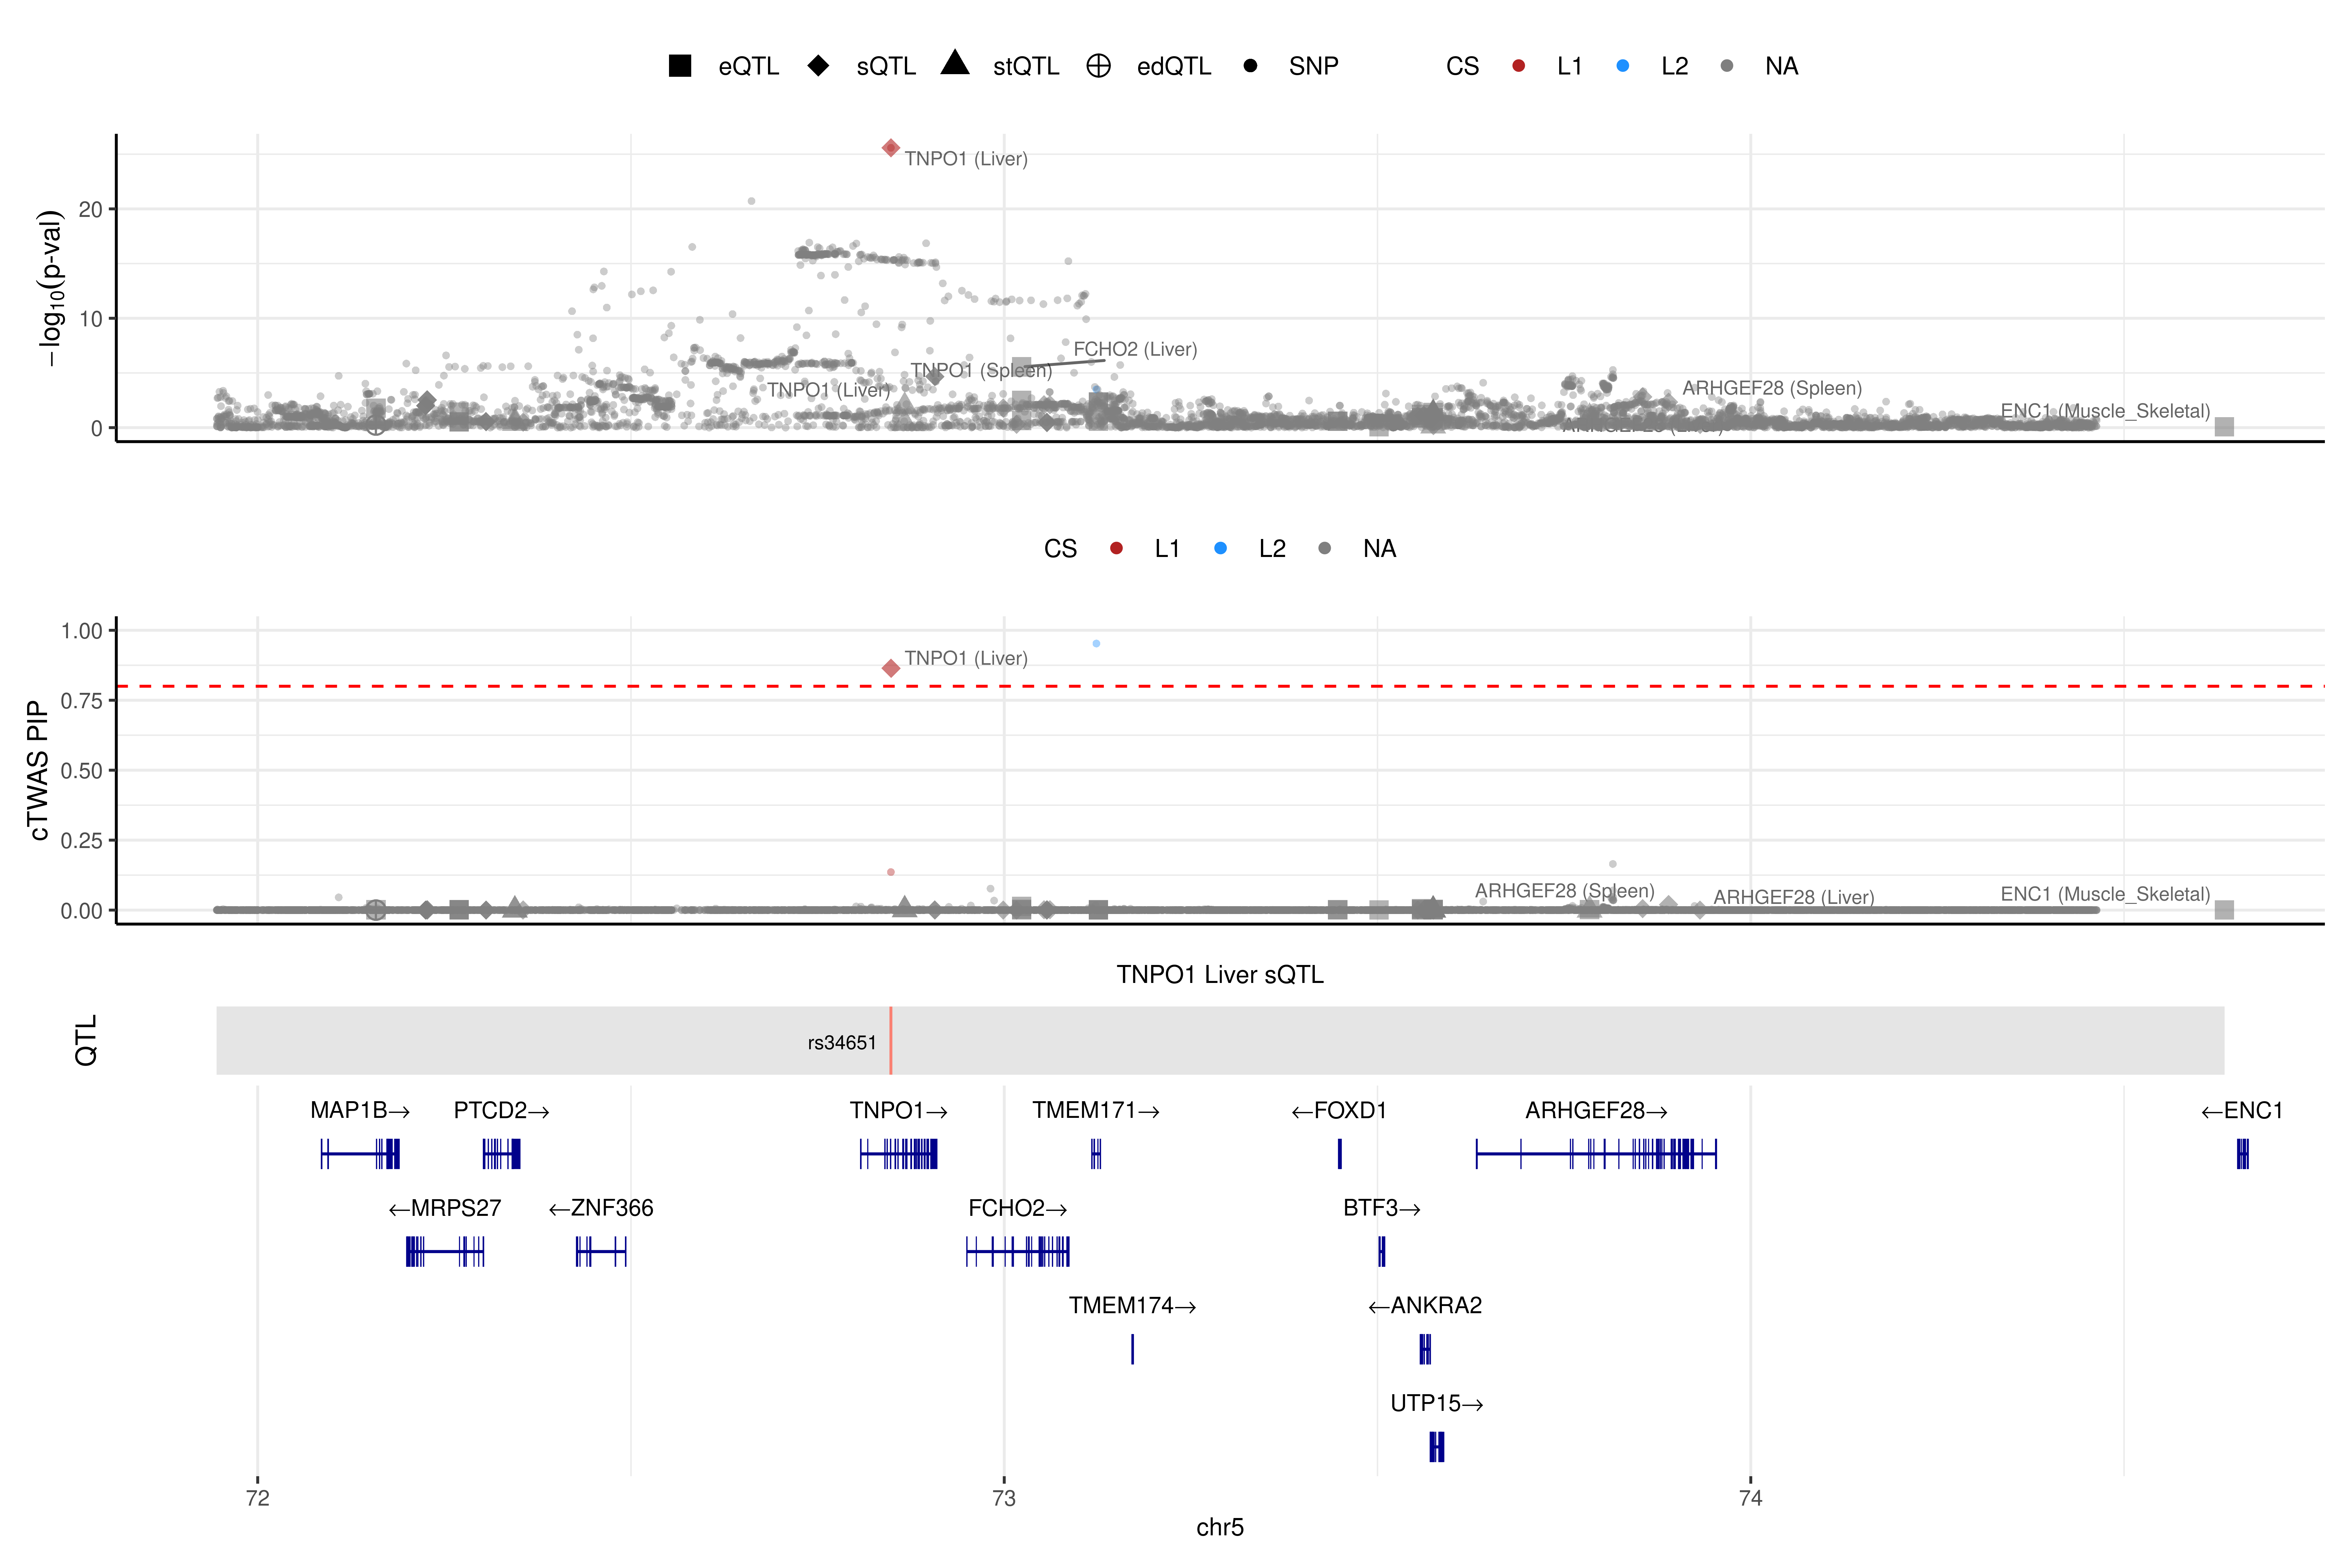 eQTL sQTL stQTL edQTL SNP CS L1 L2 NA
−log10(p-val)
20
10
0
TNPO1 (Liver)
FCHO2 (Liver)
TNPO1 (Spleen)
TNPO1 (Liver)
ARHGEF28 (Spleen)
ENC1 (Muscle_Skeletal)
CS L1 L2 NA
cTWAS PIP
1.00
0.75
0.50
0.25
0.00
TNPO1 (Liver)
ARHGEF28 (Spleen)
ARHGEF28 (Liver)
ENC1 (Muscle_Skeletal)
TNPO1 Liver sQTL
QTL
rs34651
MAP1B→ PTCD2→ TNPO1→ TMEM171→ ←FOXD1 ARHGEF28→ ←ENC1
←MRPS27 ←ZNF366 FCHO2→ BTF3→
TMEM174→ ←ANKRA2
UTP15→
72 73 74
chr5